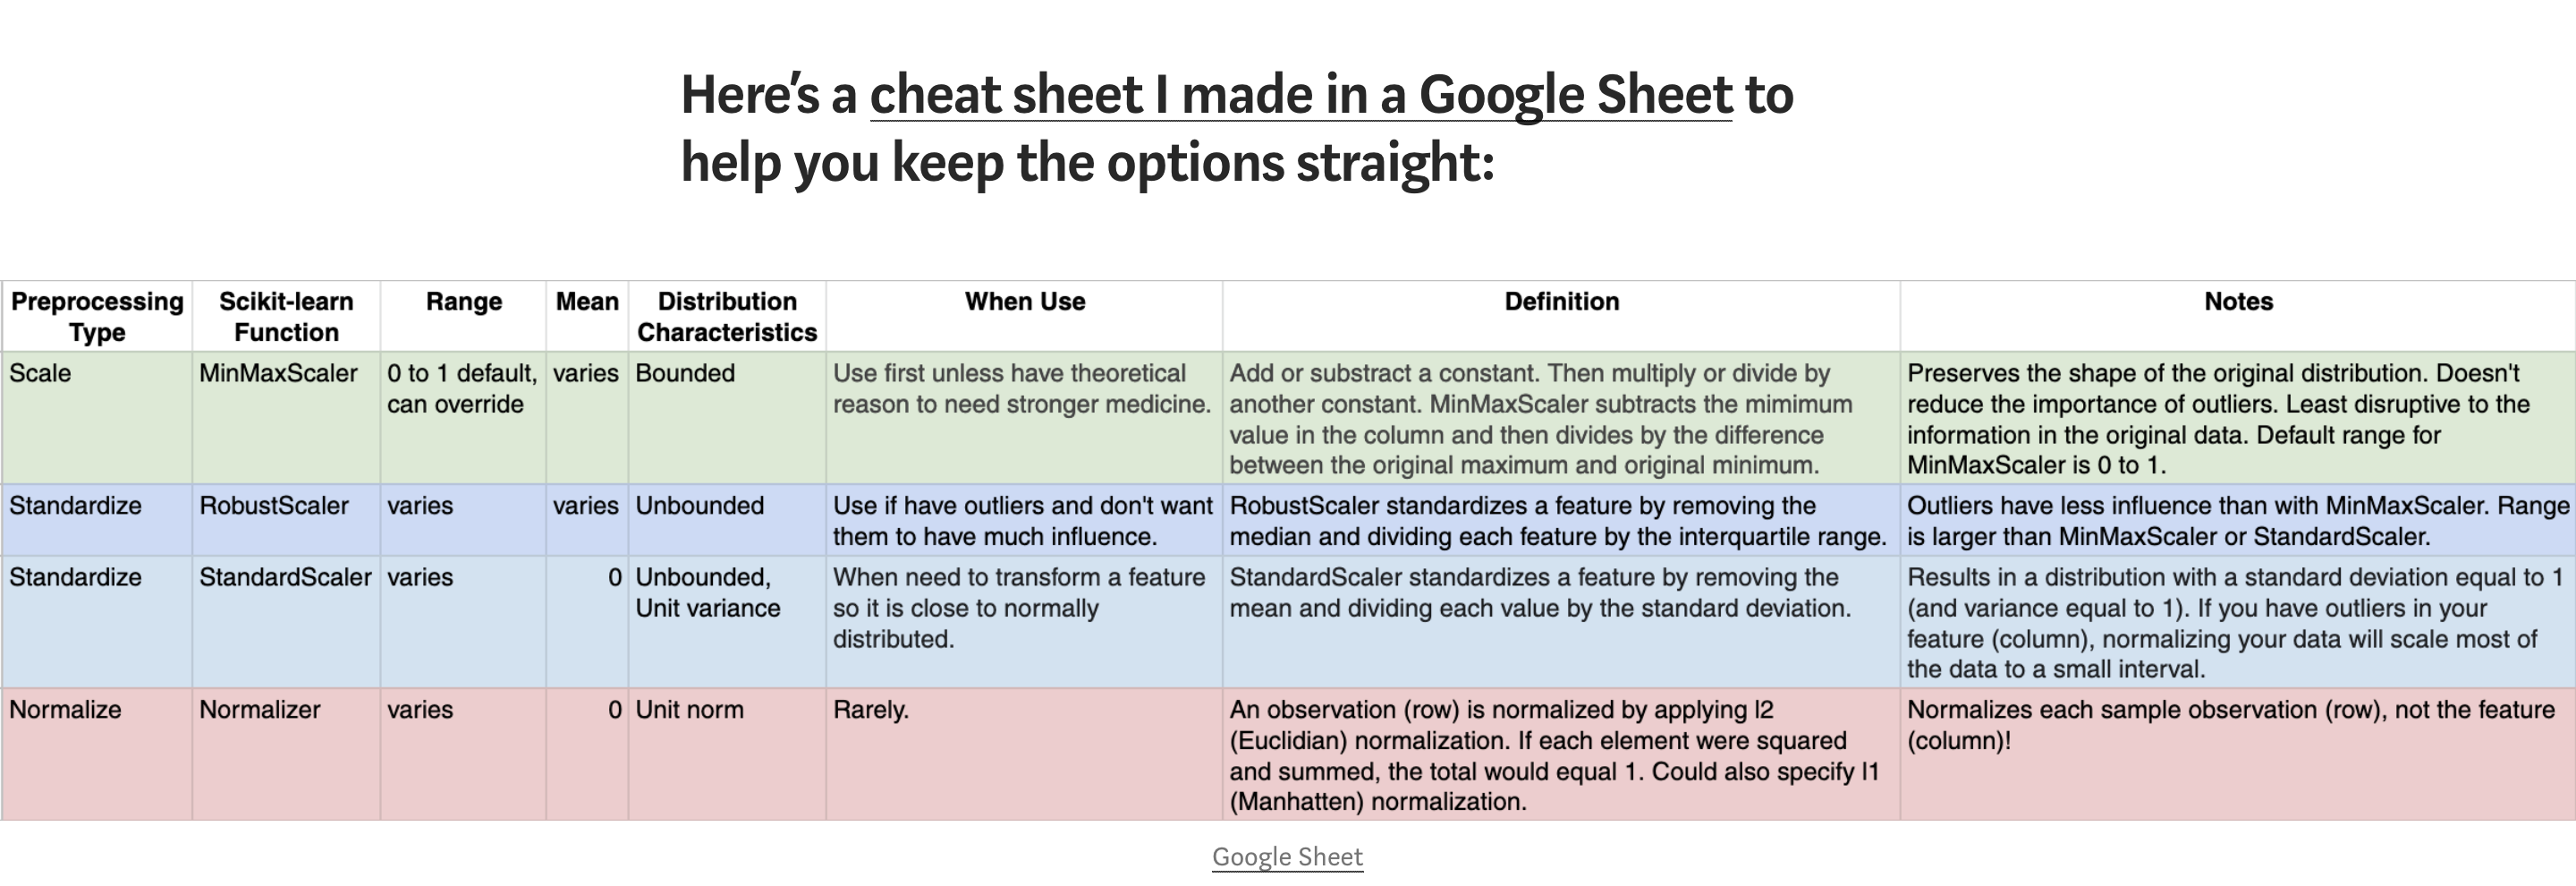 Here’s a cheat sheet I made in a Google Sheet to
help you keep the options straight:
Preprocessing
Type
Scikit-learn
Function
Range
Mean
Distribution
Characteristics
When Use
Definition
Notes
Scale
MinMaxScaler
0 to 1 default,
can override
varies
Bounded
Use first unless have theoretical
reason to need stronger medicine.
Add or substract a constant. Then multiply or divide by
another constant. MinMaxScaler subtracts the mimimum
value in the column and then divides by the difference
between the original maximum and original minimum.
Preserves the shape of the original distribution. Doesn't
reduce the importance of outliers. Least disruptive to the
information in the original data. Default range for
MinMaxScaler is 0 to 1.
Standardize
RobustScaler
varies
varies
Unbounded
Use if have outliers and don't want
them to have much influence.
RobustScaler standardizes a feature by removing the
median and dividing each feature by the interquartile range.
Outliers have less influence than with MinMaxScaler. Range
is larger than MinMaxScaler or StandardScaler.
Standardize
StandardScaler
varies
0
Unbounded,
Unit variance
When need to transform a feature
so it is close to normally
distributed.
StandardScaler standardizes a feature by removing the
mean and dividing each value by the standard deviation.
Results in a distribution with a standard deviation equal to 1
(and variance equal to 1). If you have outliers in your
feature (column), normalizing your data will scale most of
the data to a small interval.
Normalize
Normalizer
varies
0
Unit norm
Rarely.
An observation (row) is normalized by applying l2
(Euclidian) normalization. If each element were squared
and summed, the total would equal 1. Could also specify l1
(Manhatten) normalization.
Normalizes each sample observation (row), not the feature
(column)!
Google Sheet